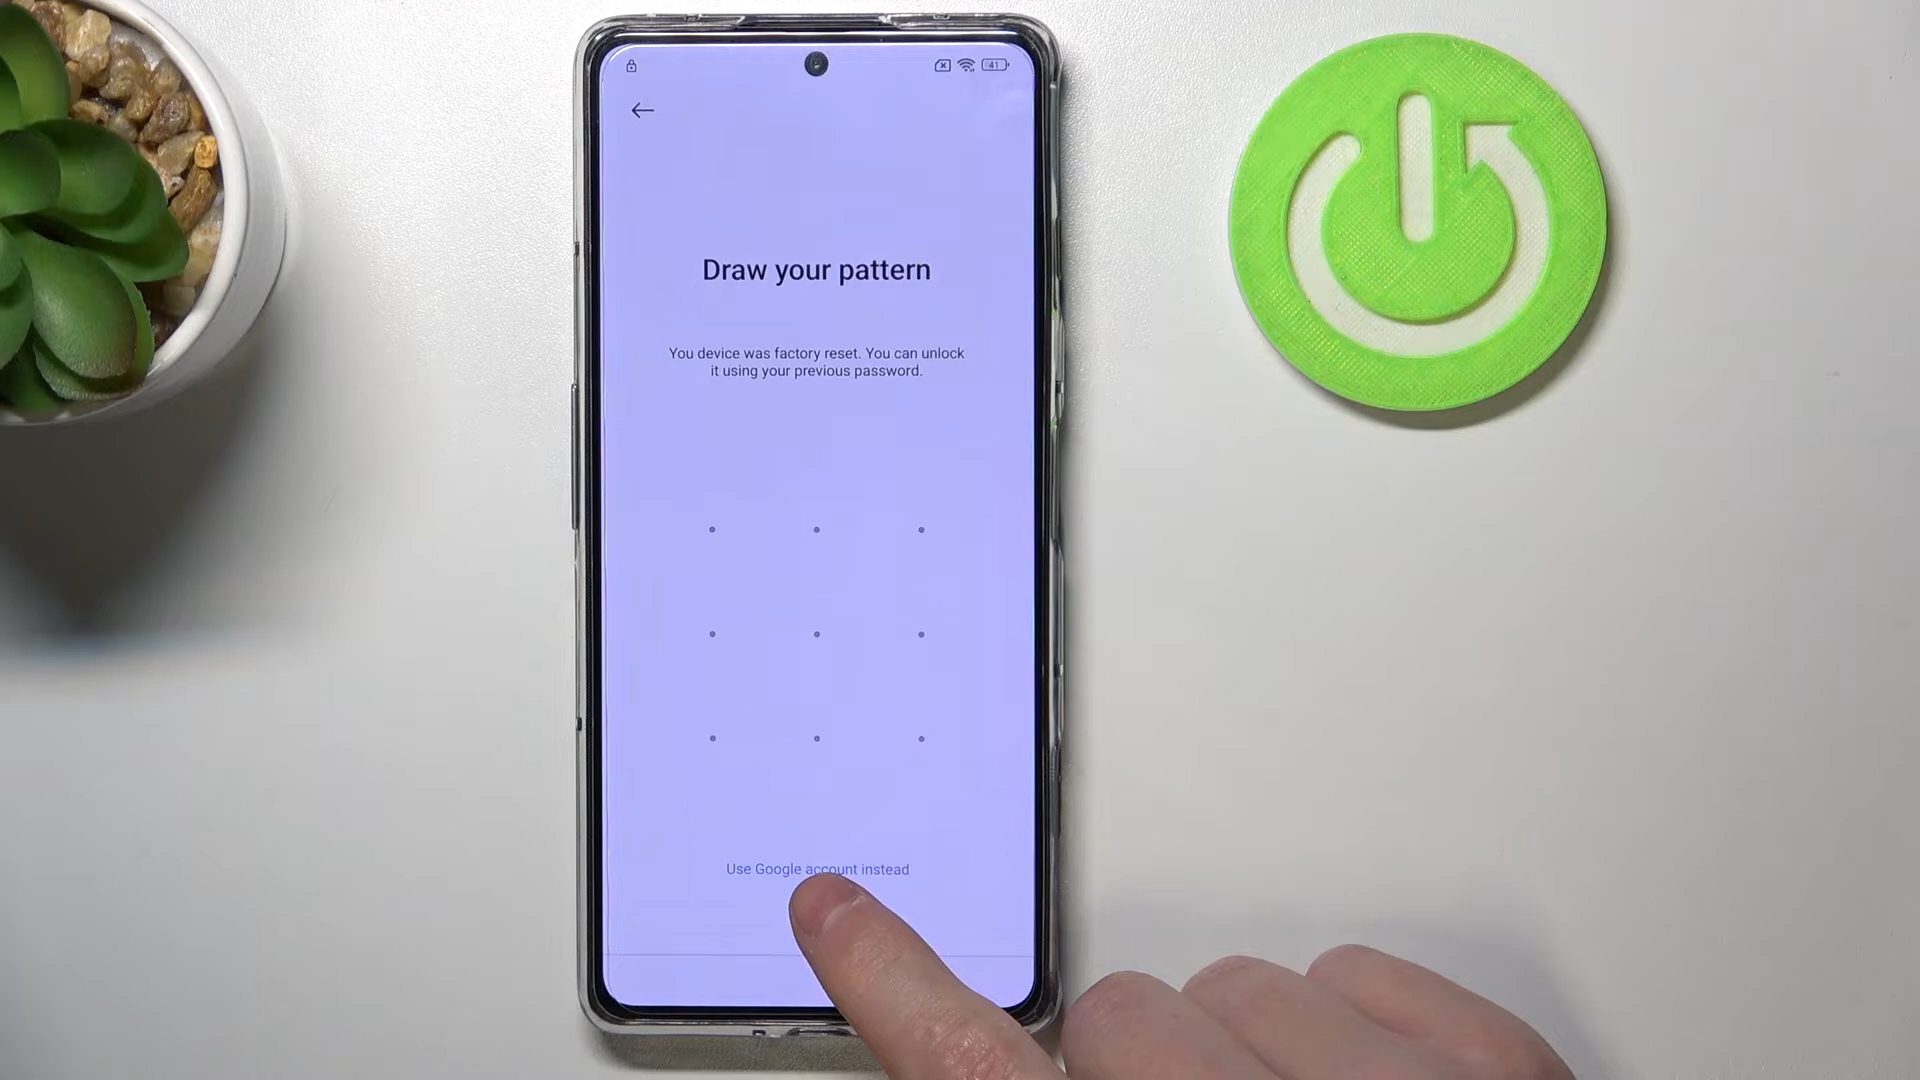 41
Draw your pattern
You device was factory reset. You can unlock
it using your previous password.
Use Google account instead